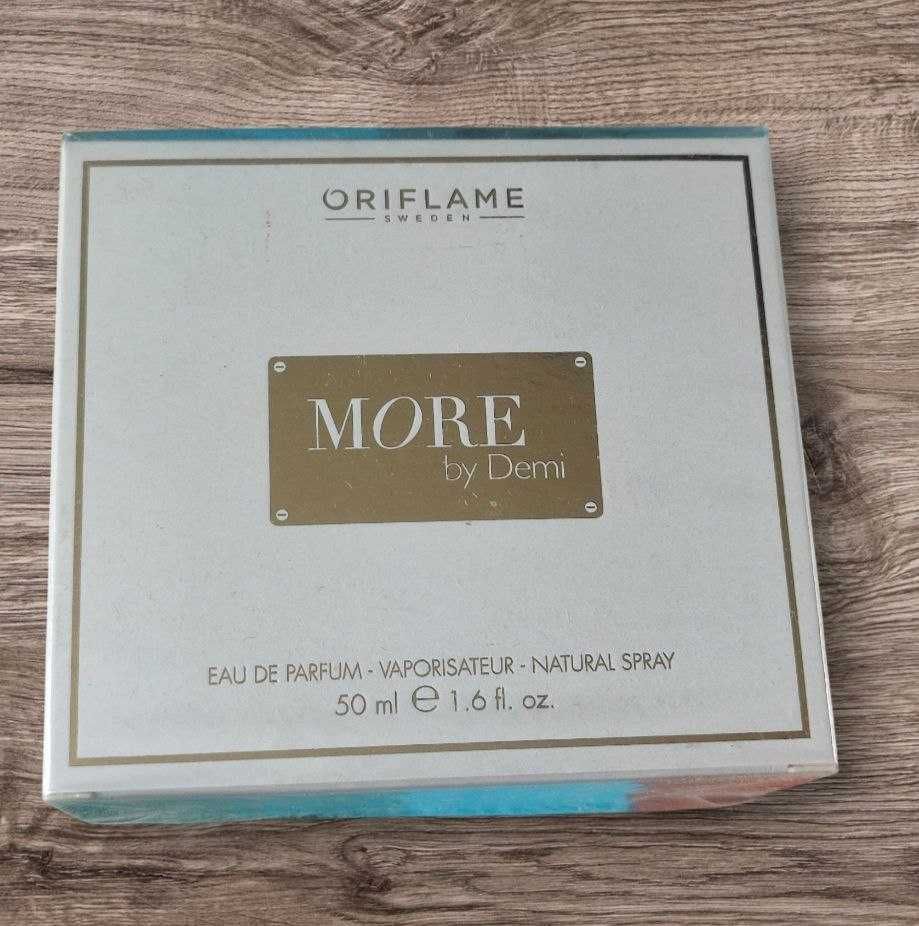 ORIFLAME
SWEDEN
MORE
by Demi
EAU DE PARFUM - VAPORISATEUR - NATURAL SPRAY
50 ml ℮ 1.6 fl. oz.